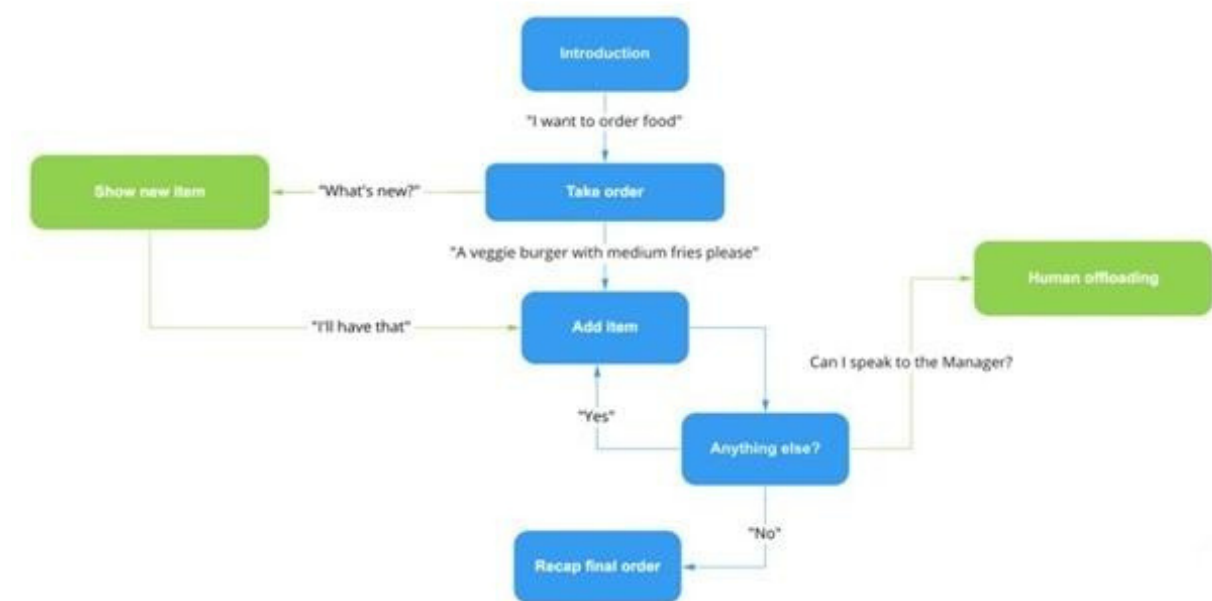 Introduction
"I want to order food"
Show new item
"What's new?"
Take order
"A veggie burger with medium fries please"
Human offloading
"I'll have that"
Add item
Can I speak to the Manager?
"Yes"
Anything else?
"No"
Recap final order